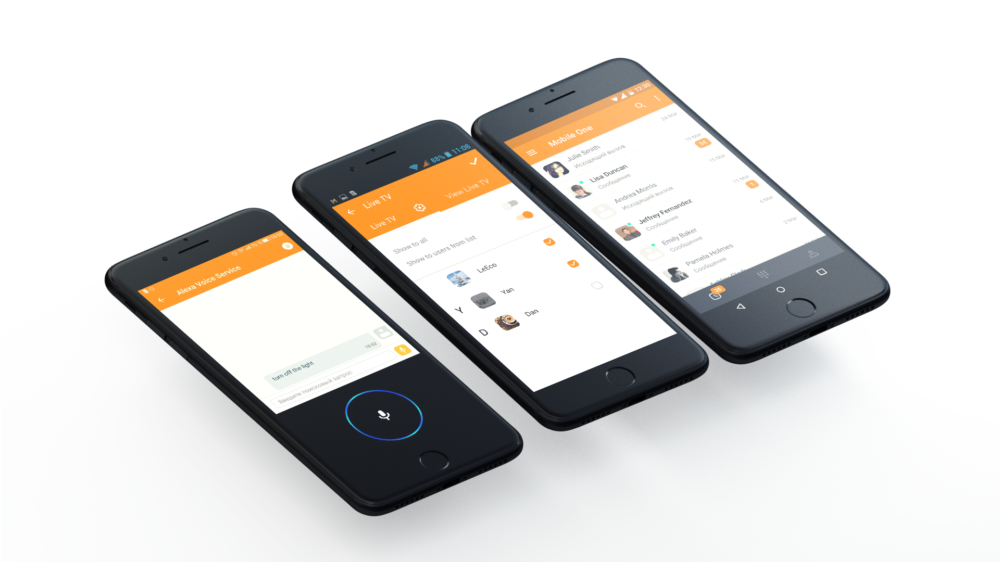 75 % 18:52
Alexa Voice Service
a
18:52
turn off the light
Введите поисковый запрос
88% 11:08
Live TV
Live TV
View Live TV
Show to all
Show to users from list
LeEco
Y
Yan
D
Dan
12:30
Mobile One
Julie Smith
24 Mar
Исходящий вызов
Lisa Duncan
19 Mar
Сообщение
34
Andrea Morris
15 Mar
Исходящий вызов
Jeffrey Fernandez
11 Mar
Сообщение
1
Emily Baker
6 Mar
Сообщение
Pamela Holmes
2 Mar
Сообщение
Ashley Clark
35